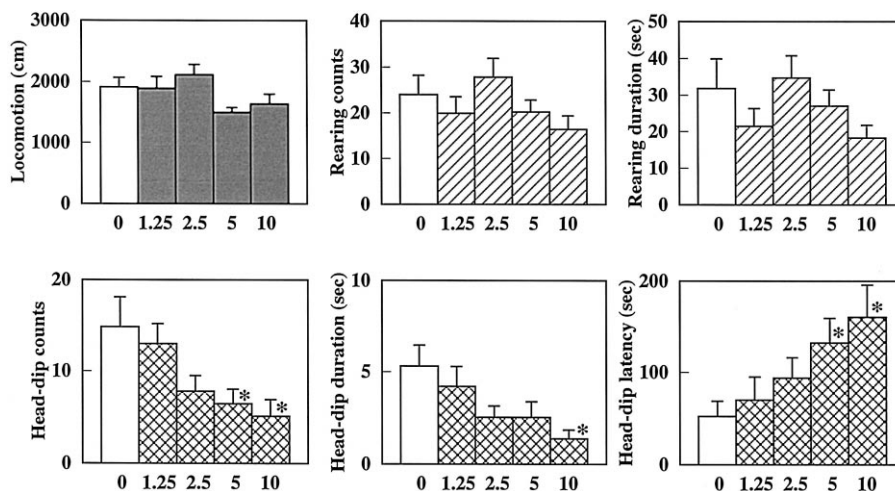 Locomotion (cm)
3000
2000
1000
0
0 1.25 2.5 5 10
Rearing counts
40
30
20
10
0
0 1.25 2.5 5 10
Rearing duration (sec)
50
40
30
20
10
0
0 1.25 2.5 5 10
Head-dip counts
20
10
0
* *
0 1.25 2.5 5 10
Head-dip duration (sec)
10
5
0
*
0 1.25 2.5 5 10
Head-dip latency (sec)
200
100
0
* *
0 1.25 2.5 5 10